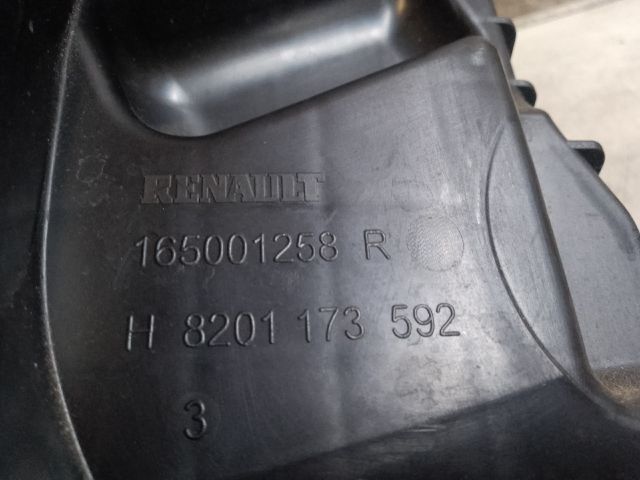 RENAULT
165001258 R
H 8201 173 592
3